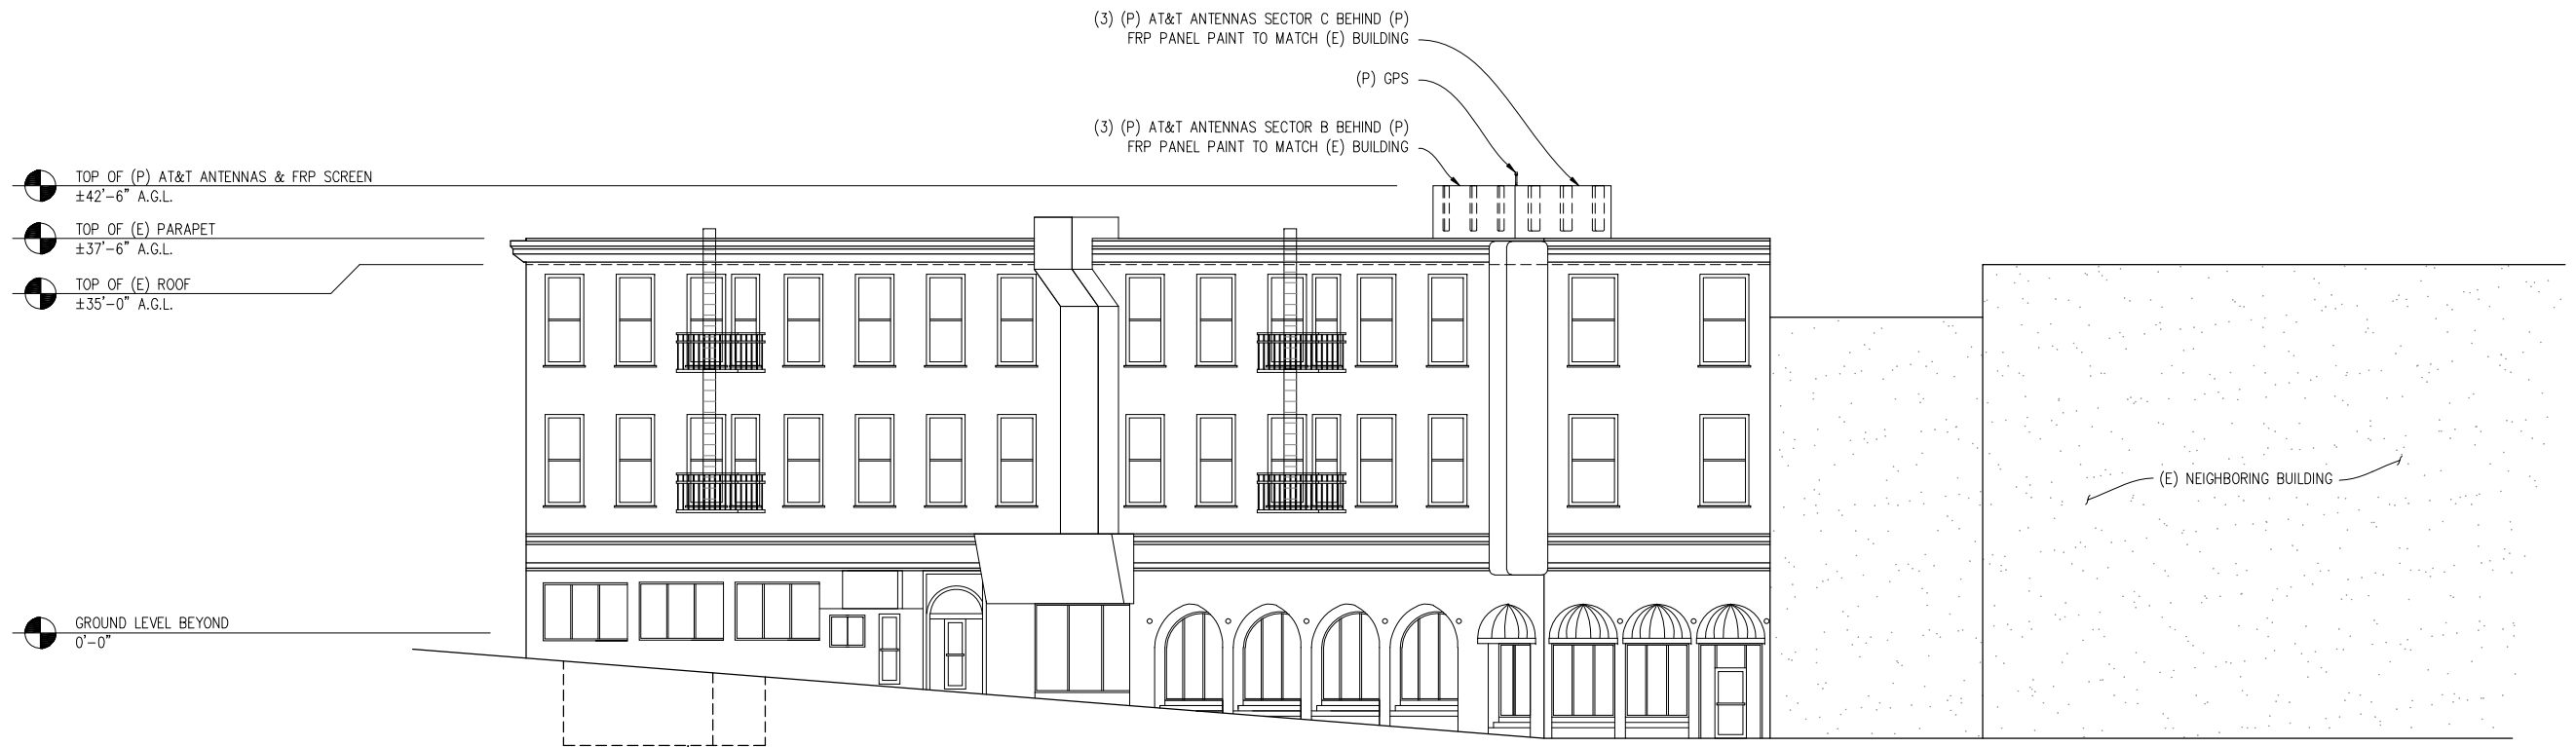 (3) (P) AT&T ANTENNAS SECTOR C BEHIND (P)
FRP PANEL PAINT TO MATCH (E) BUILDING
(P) GPS
(3) (P) AT&T ANTENNAS SECTOR B BEHIND (P)
FRP PANEL PAINT TO MATCH (E) BUILDING
TOP OF (P) AT&T ANTENNAS & FRP SCREEN
±42'-6" A.G.L.
TOP OF (E) PARAPET
±37'-6" A.G.L.
TOP OF (E) ROOF
±35'-0" A.G.L.
(E) NEIGHBORING BUILDING
GROUND LEVEL BEYOND
0'-0"